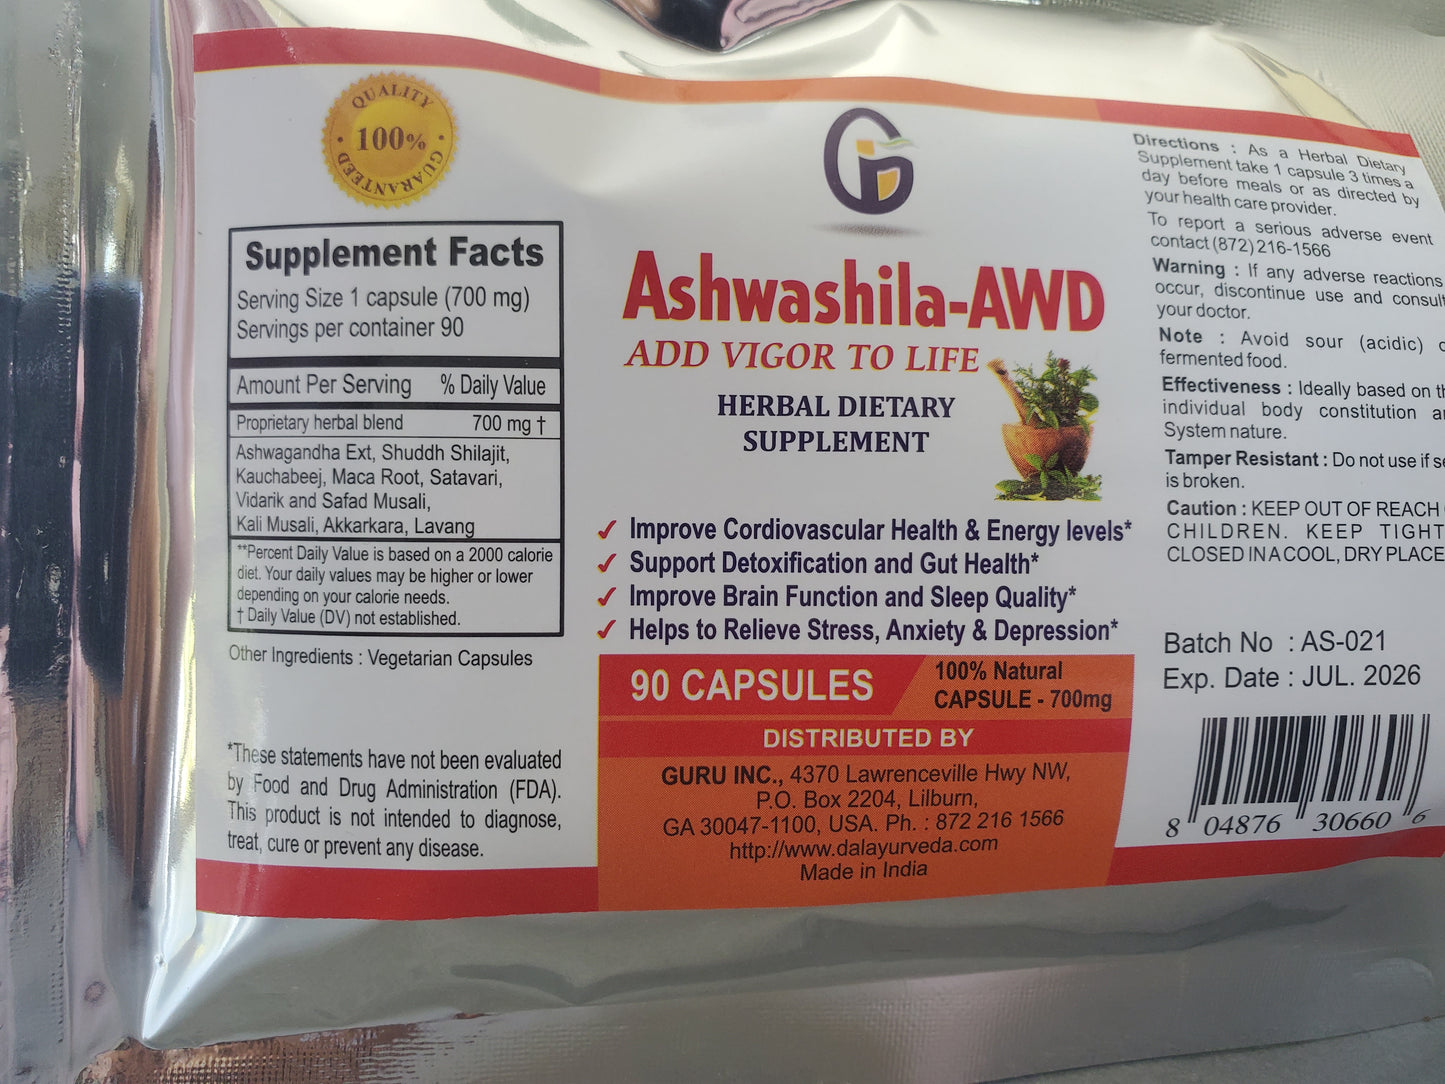 QUALITY
100%
GUARANTEED
Supplement Facts
Serving Size 1 capsule (700 mg)
Servings per container 90
Amount Per Serving % Daily Value
Proprietary herbal blend 700 mg †
Ashwagandha Ext, Shuddh Shilajit,
Kauchabeej, Maca Root, Satavari,
Vidarik and Safad Musali,
Kali Musali, Akkarkara, Lavang
**Percent Daily Value is based on a 2000 calorie
diet. Your daily values may be higher or lower
depending on your calorie needs.
† Daily Value (DV) not established.
Other Ingredients : Vegetarian Capsules
*These statements have not been evaluated
by Food and Drug Administration (FDA).
This product is not intended to diagnose,
treat, cure or prevent any disease.
Ashwashila-AWD
ADD VIGOR TO LIFE
HERBAL DIETARY
SUPPLEMENT
✓ Improve Cordiovascular Health & Energy levels*
✓ Support Detoxification and Gut Health*
✓ Improve Brain Function and Sleep Quality*
✓ Helps to Relieve Stress, Anxiety & Depression*
90 CAPSULES
100% Natural
CAPSULE - 700mg
DISTRIBUTED BY
GURU INC., 4370 Lawrenceville Hwy NW,
P.O. Box 2204, Lilburn,
GA 30047-1100, USA. Ph. : 872 216 1566
http://www.dalayurveda.com
Made in India
Directions : As a Herbal Dietary
Supplement take 1 capsule 3 times a
day before meals or as directed by
your health care provider.
To report a serious adverse event
contact (872) 216-1566
Warning : If any adverse reactions
occur, discontinue use and consult
your doctor.
Note : Avoid sour (acidic)
fermented food.
Effectiveness : Ideally based on
individual body constitution
System nature.
Tamper Resistant : Do not use if
is broken.
Caution : KEEP OUT OF REACH
CHILDREN. KEEP TIGHT
CLOSED IN A COOL, DRY PLACE
Batch No : AS-021
Exp. Date : JUL. 2026
8 04876 30660 6